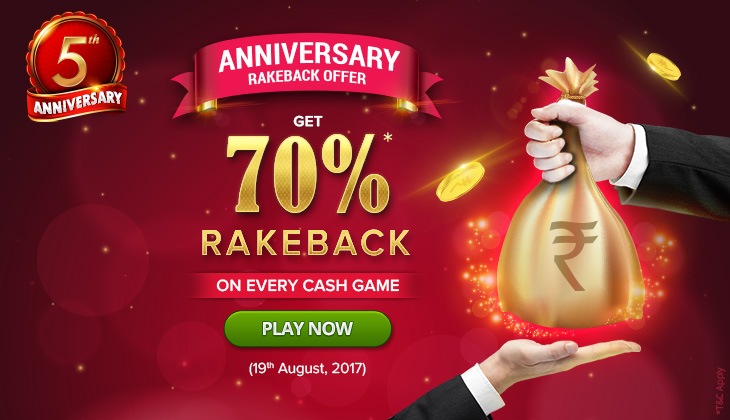 5th
ANNIVERSARY
ANNIVERSARY
RAKEBACK OFFER
GET
70%*
RAKEBACK
ON EVERY CASH GAME
PLAY NOW
(19th August, 2017)
₹
*T&C Apply